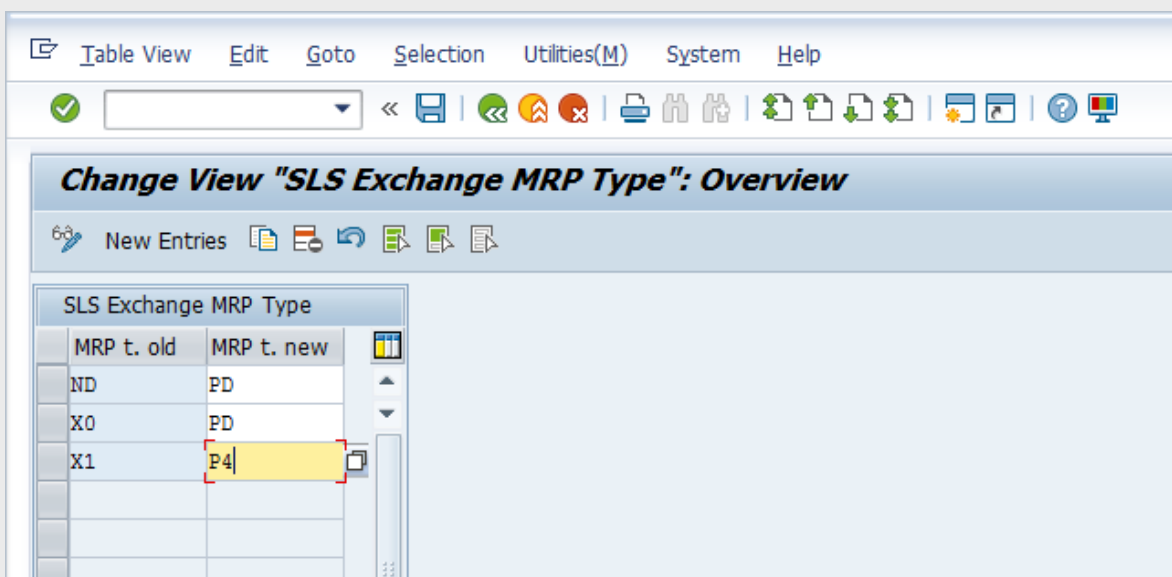 Table View Edit Goto Selection Utilities(M) System Help
Change View "SLS Exchange MRP Type": Overview
New Entries
SLS Exchange MRP Type
MRP t. old MRP t. new
ND PD
X0 PD
X1 P4